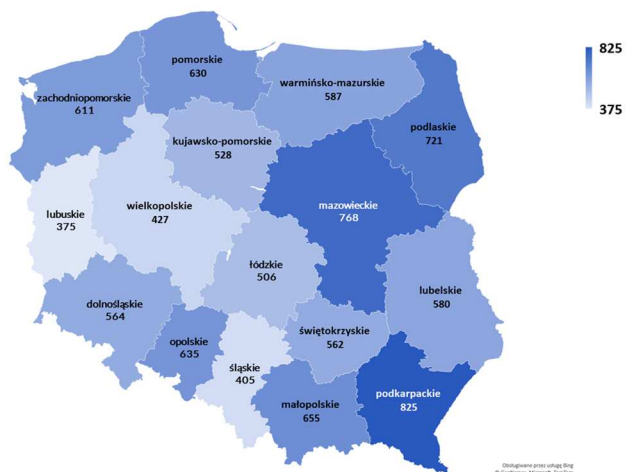 pomorskie
630
warmińsko-mazurskie
587
zachodniopomorskie
611
podlaskie
721
kujawsko-pomorskie
528
wielkopolskie
427
mazowieckie
768
lubuskie
375
łódzkie
506
lubelskie
580
dolnośląskie
564
świętokrzyskie
562
opolskie
635
śląskie
405
małopolskie
655
podkarpackie
825
825
375
Obsługiwane przez usługę Bing